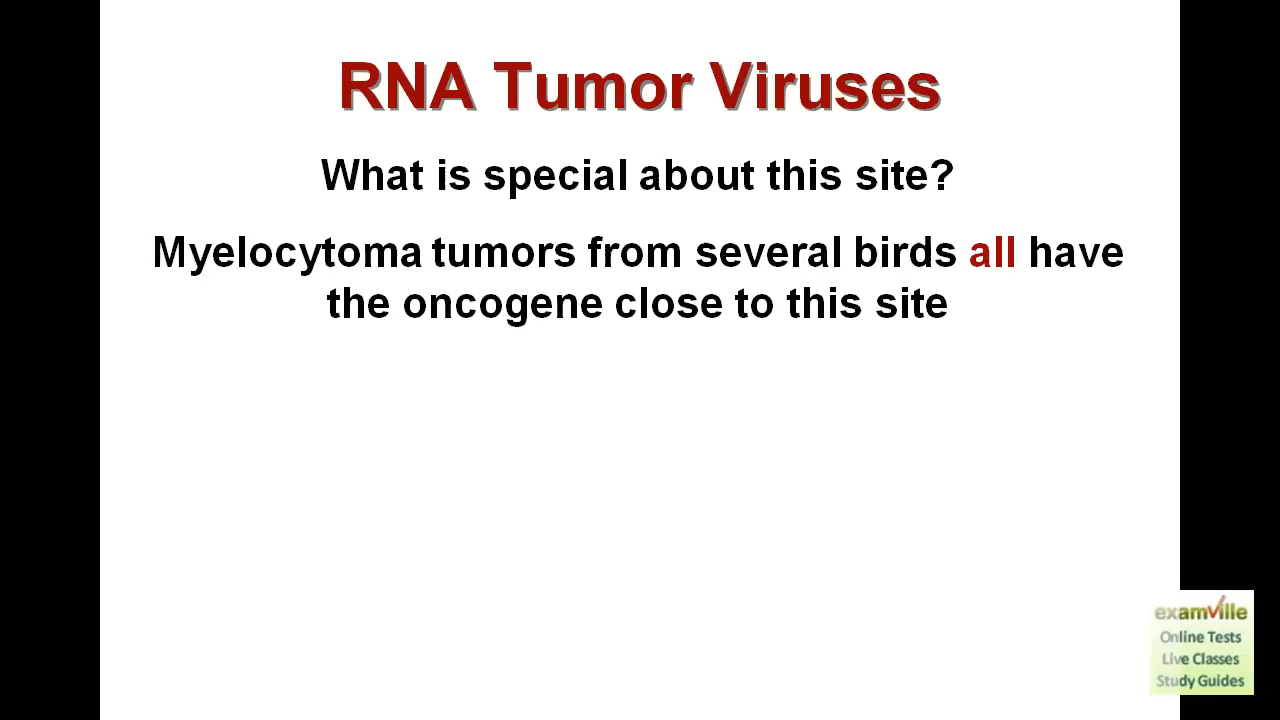 RNA Tumor Viruses
What is special about this site?
Myelocytoma tumors from several birds all have
the oncogene close to this site
examville
Online Tests
Live Classes
Study Guides